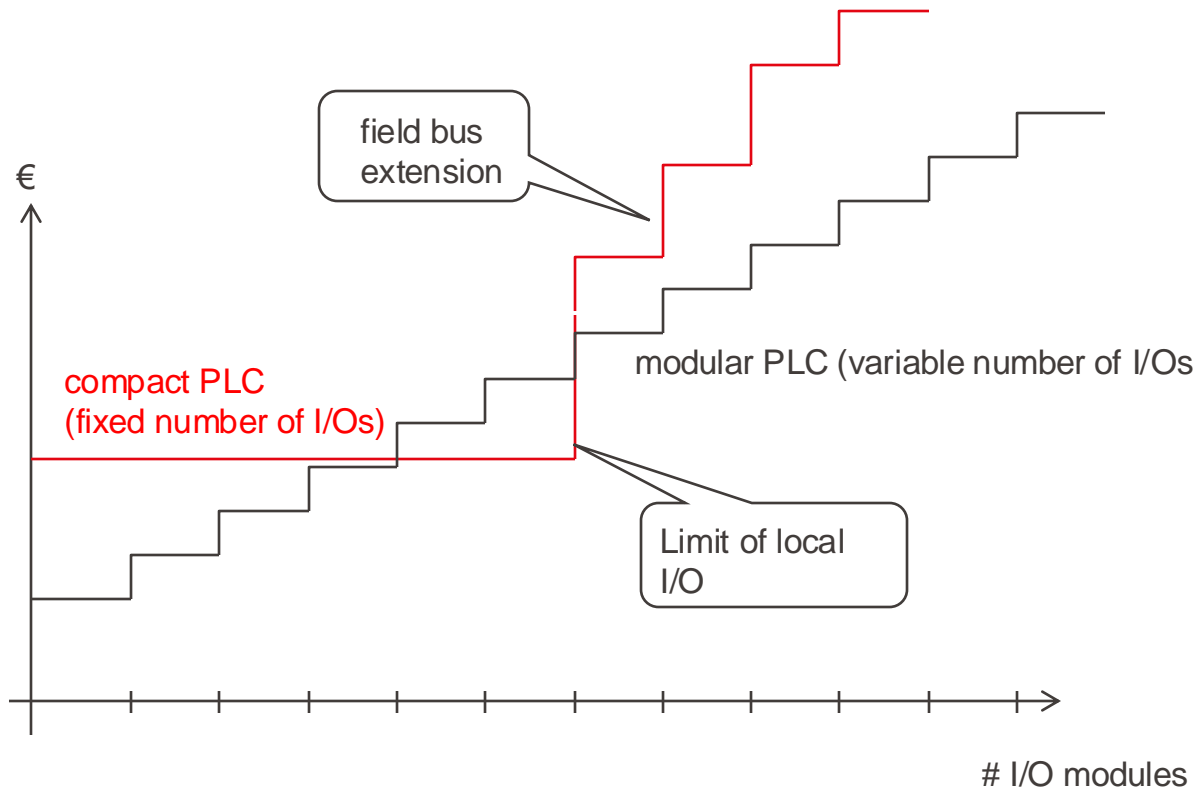 field bus
extension
€
compact PLC
(fixed number of I/Os)
modular PLC (variable number of I/Os
Limit of local
I/O
# I/O modules